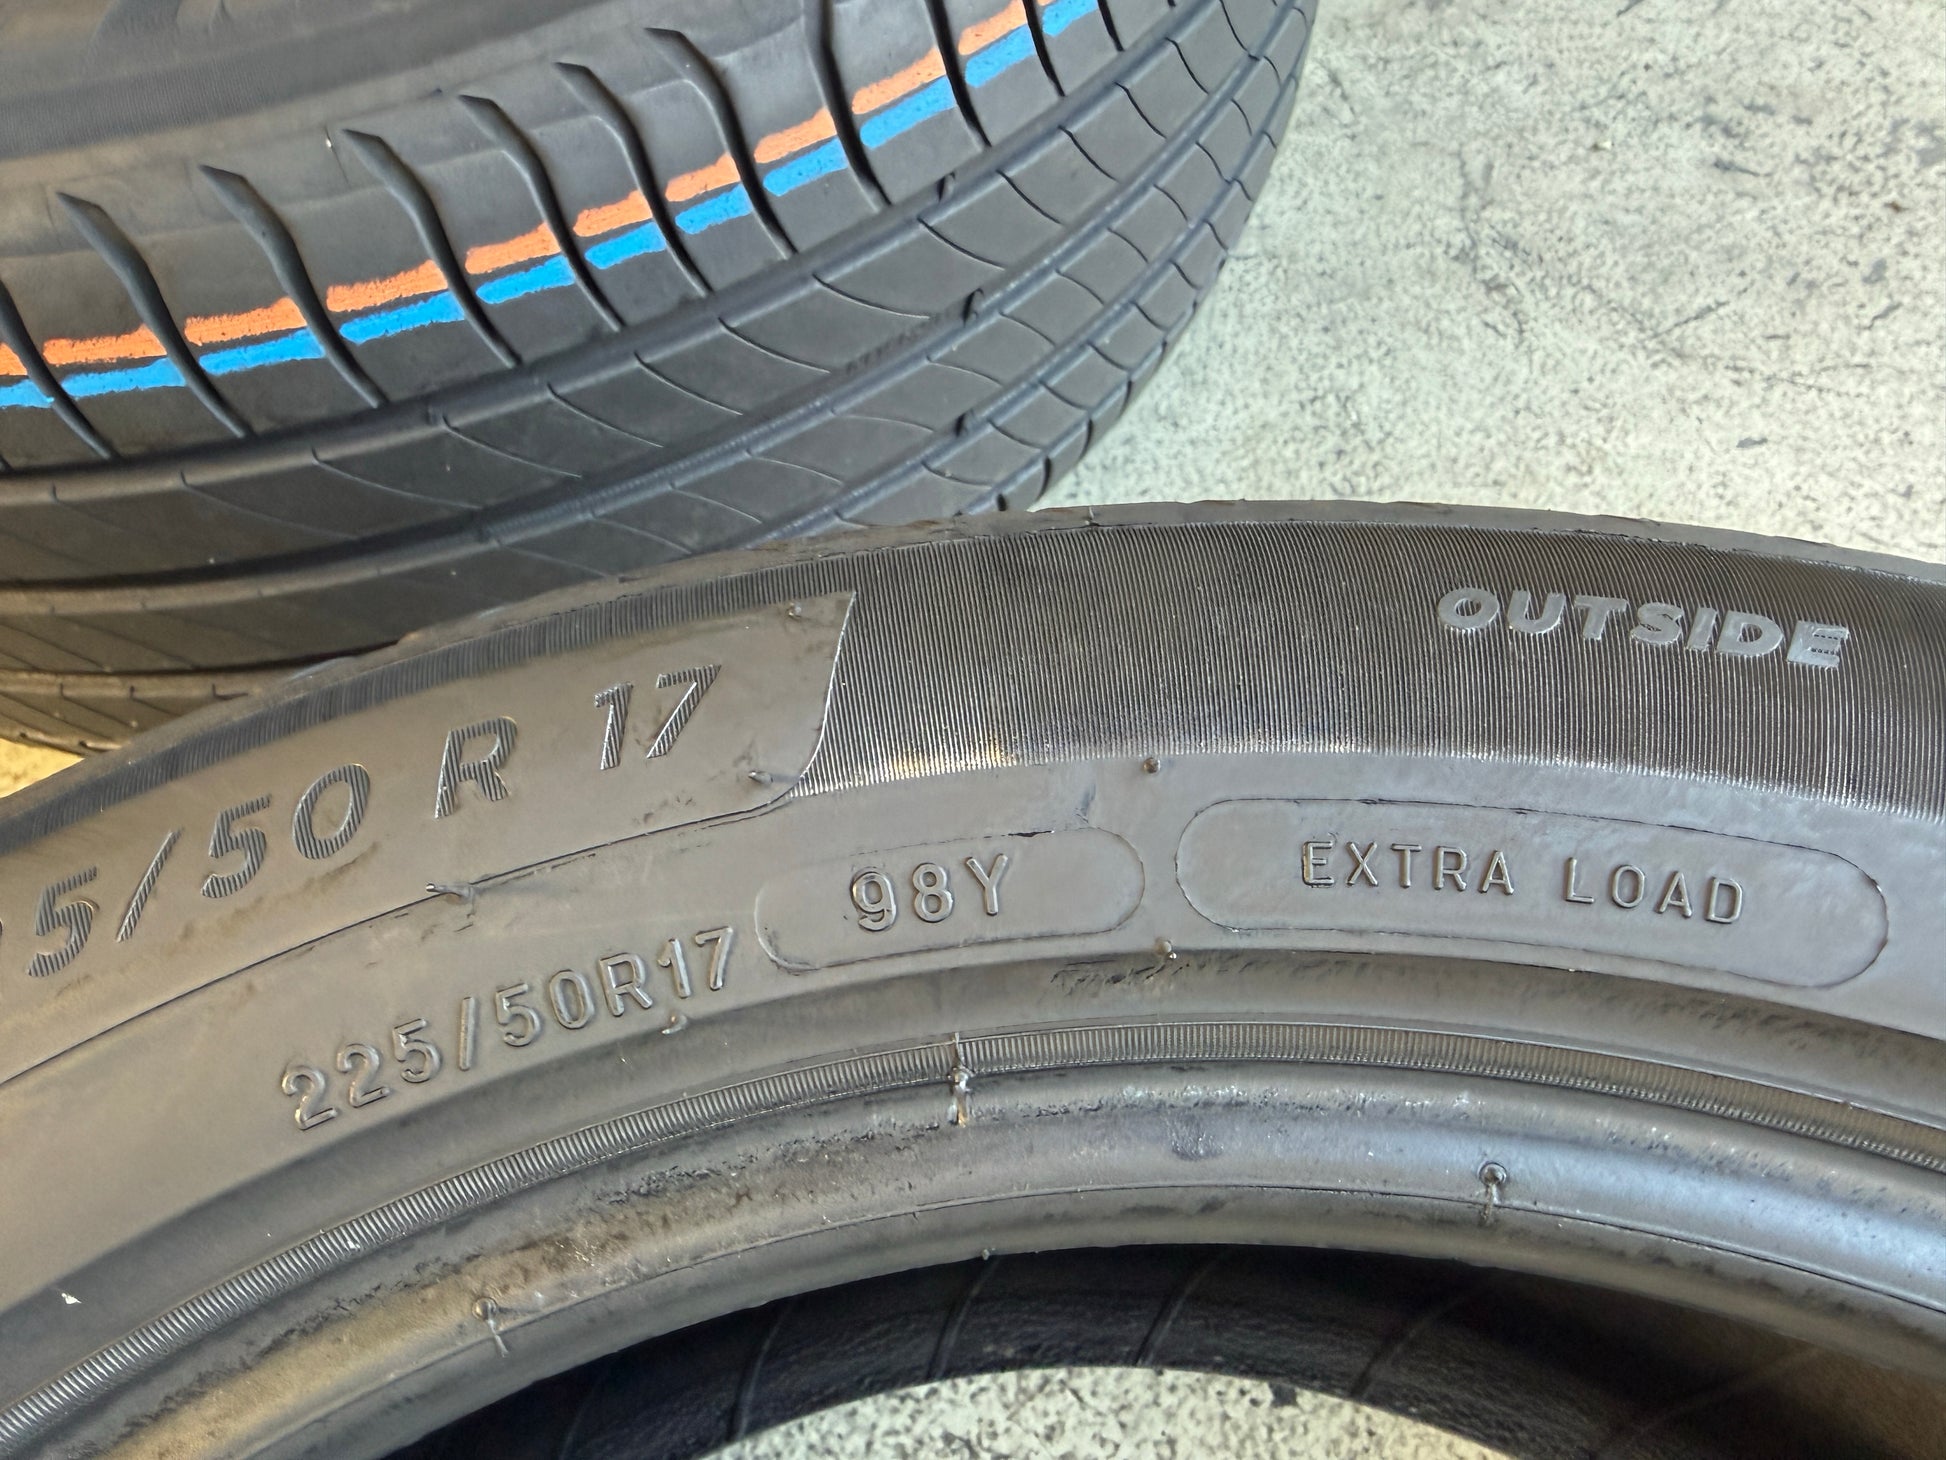 OUTSIDE
5/50 R 17
98Y
EXTRA LOAD
225/50R17